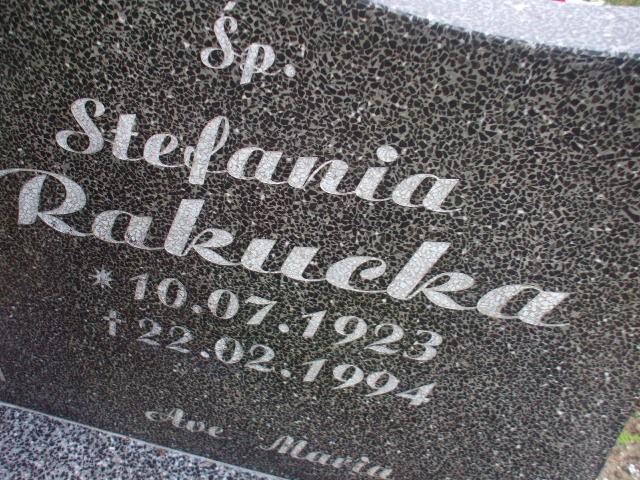 Śp.
Stefania
Rakucka
* 10.07.1923
† 22.02.1994
Ave Maria